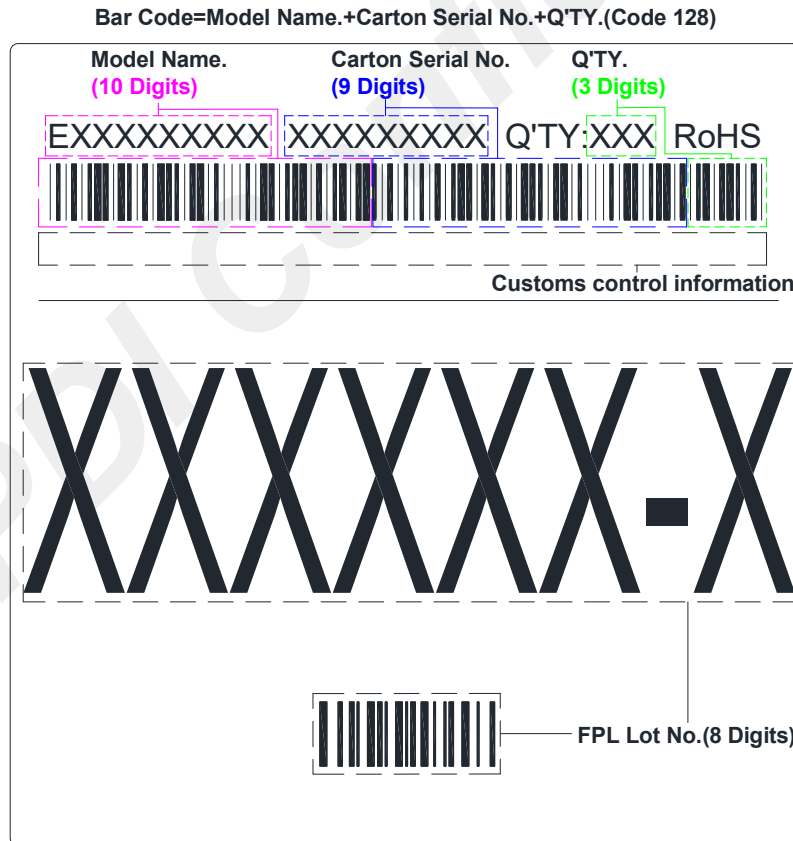 Bar Code=Model Name.+Carton Serial No.+Q'TY.(Code 128)
Model Name. Carton Serial No. Q'TY.
(10 Digits) (9 Digits) (3 Digits)
EXXXXXXXXX XXXXXXXXX Q'TY:XXX RoHS
Customs control information
XXXXXX-X
FPL Lot No.(8 Digits)